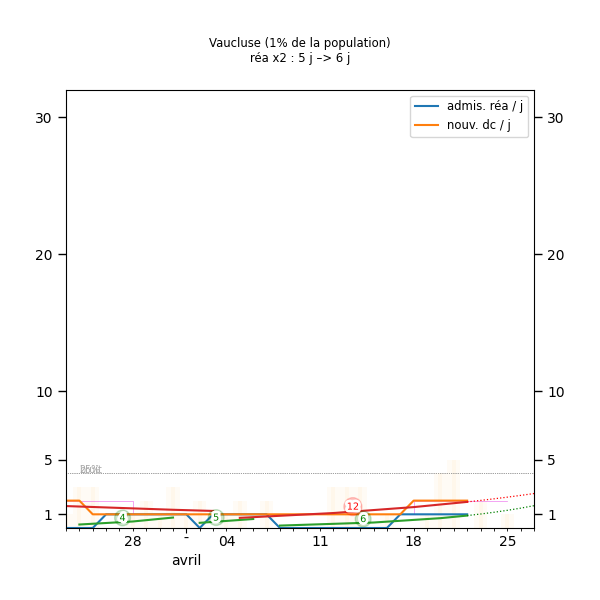 Vaucluse (1% de la population)
réa x2 : 5 j –> 6 j
admis. réa / j
nouv. dc / j
30 30
20 20
10 10
5 5
1 1
4 5 12 6
28 - 04 11 18 25
avril